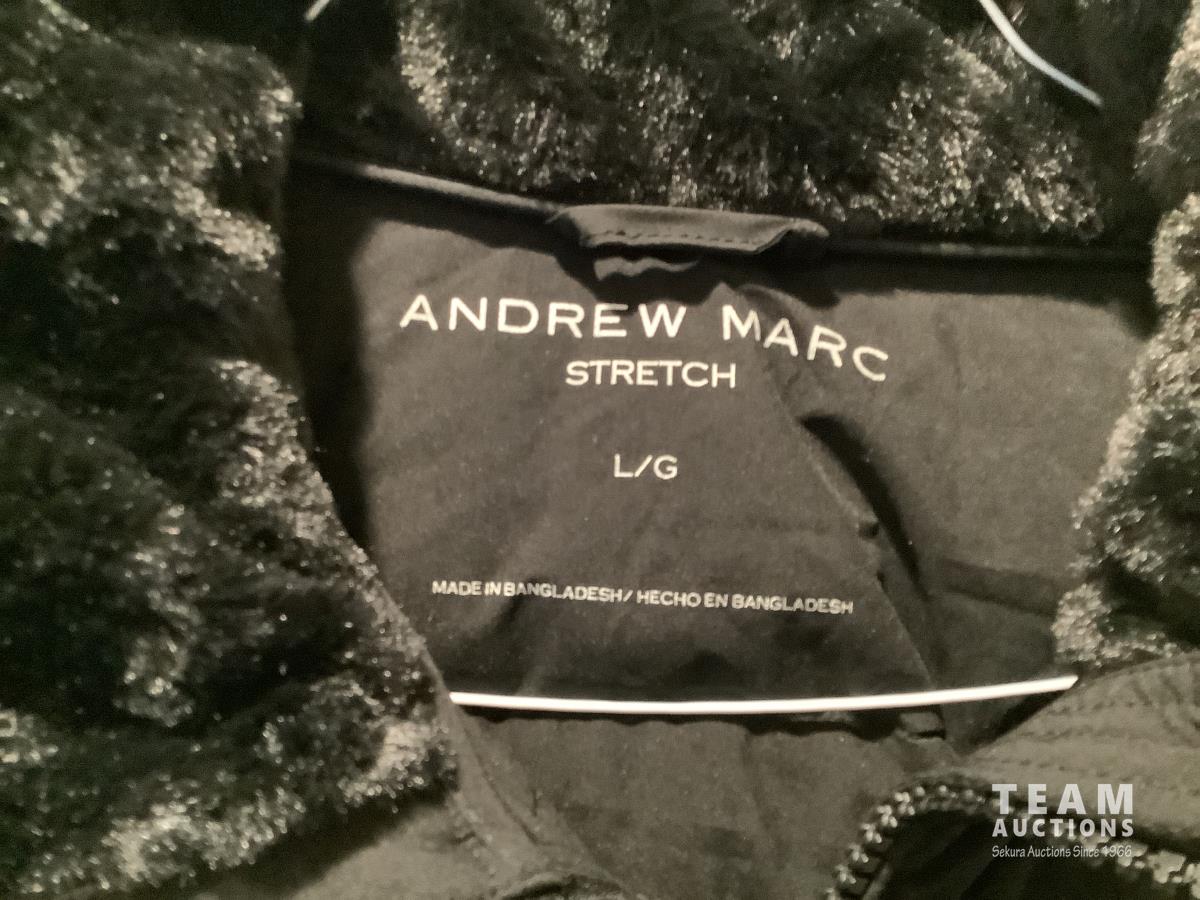 ANDREW MARC
STRETCH
L/G
MADE IN BANGLADESH/ HECHO EN BANGLADESH
TEAM
AUCTIONS
Sekura Auctions Since 1966